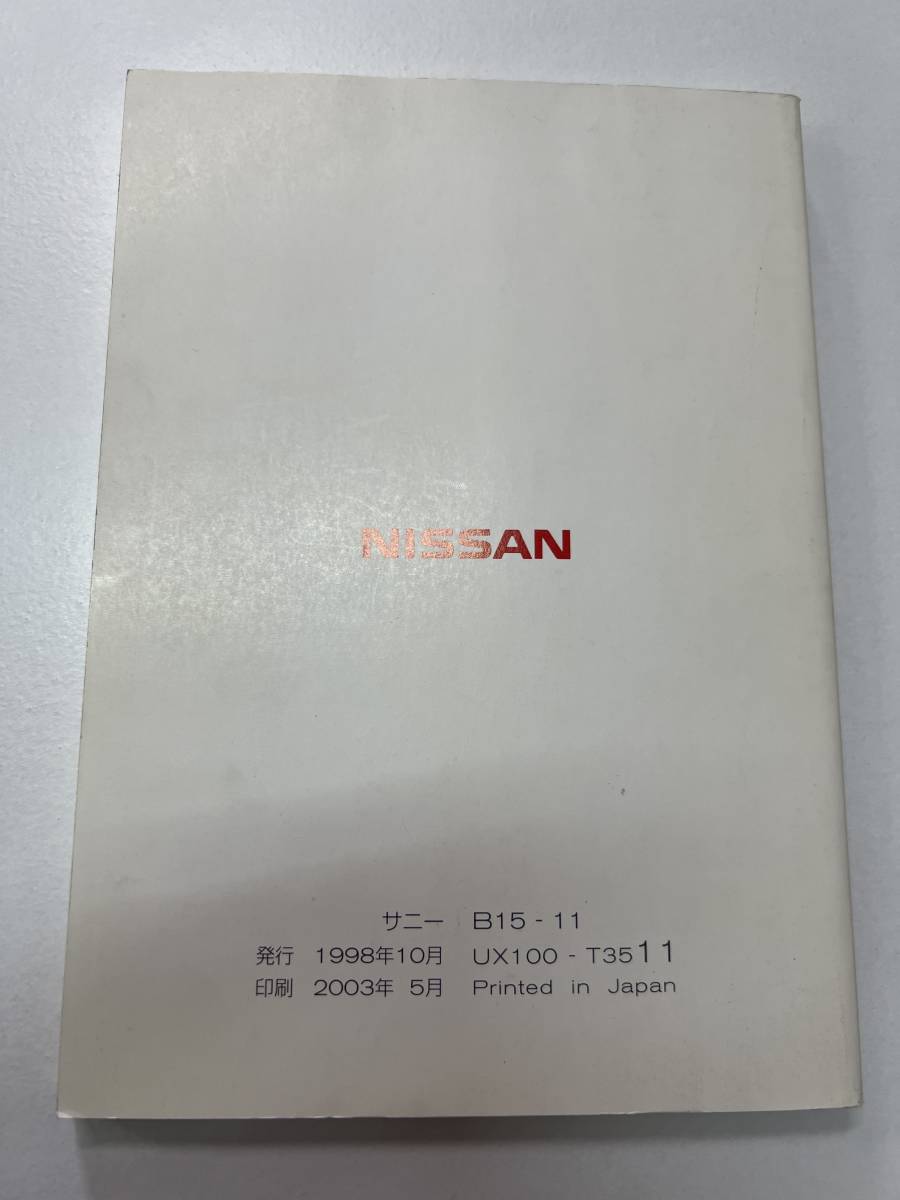 NISSAN
サニー B15 - 11
発行 1998年10月 UX100 - T3511
印刷 2003年 5月 Printed in Japan